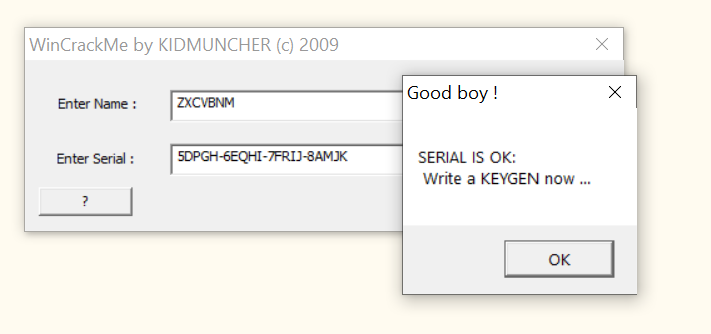 WinCrackMe by KIDMUNCHER (c) 2009
Good boy !
Enter Name :
ZXCVBNM
Enter Serial :
5DPGH-6EQHI-7FRIJ-8AMJK
?
SERIAL IS OK:
Write a KEYGEN now ...
OK